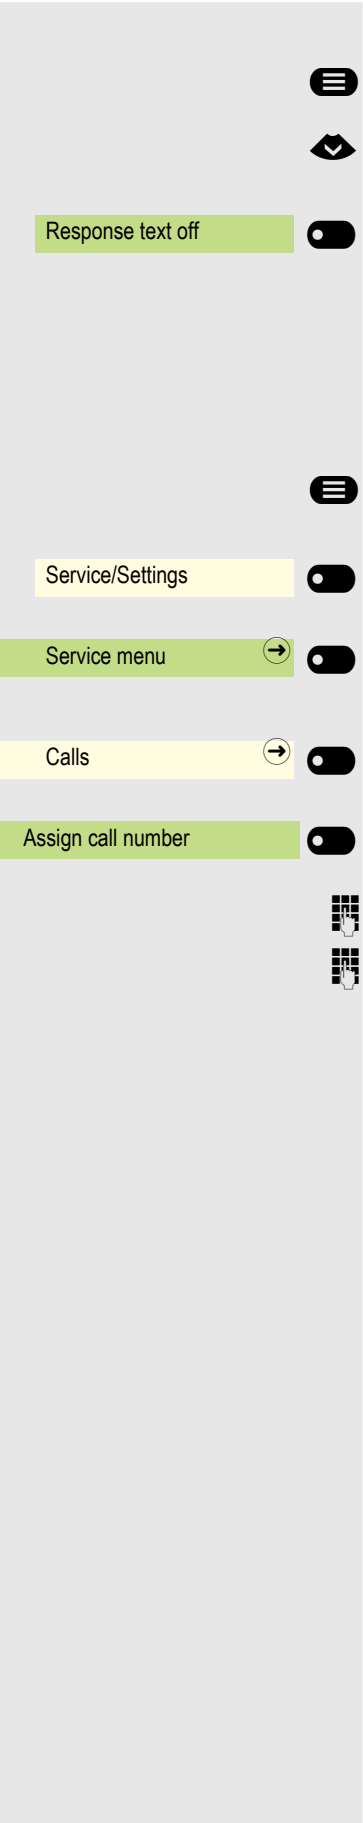 Response text off
Service/Settings
Service menu
Calls
Assign call number